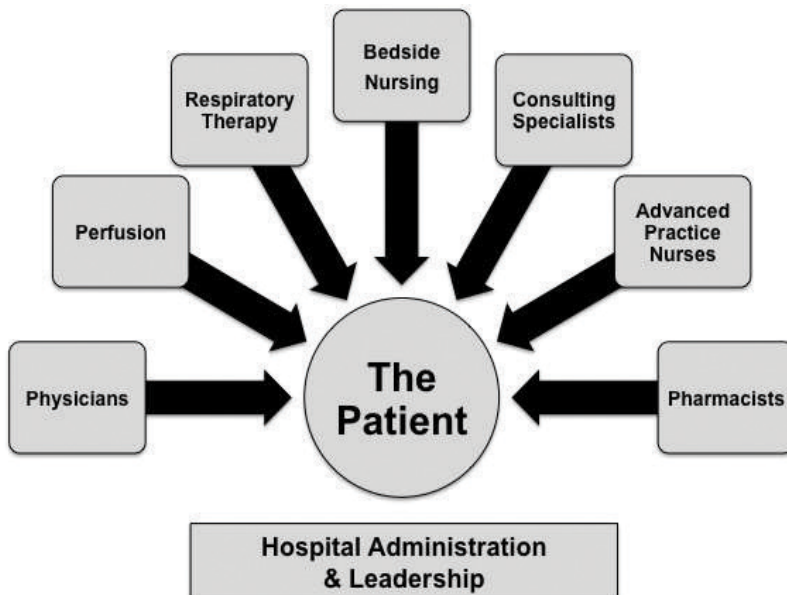 Bedside
Nursing
Respiratory
Therapy
Consulting
Specialists
Perfusion
Advanced
Practice
Nurses
Physicians
The
Patient
Pharmacists
Hospital Administration
& Leadership